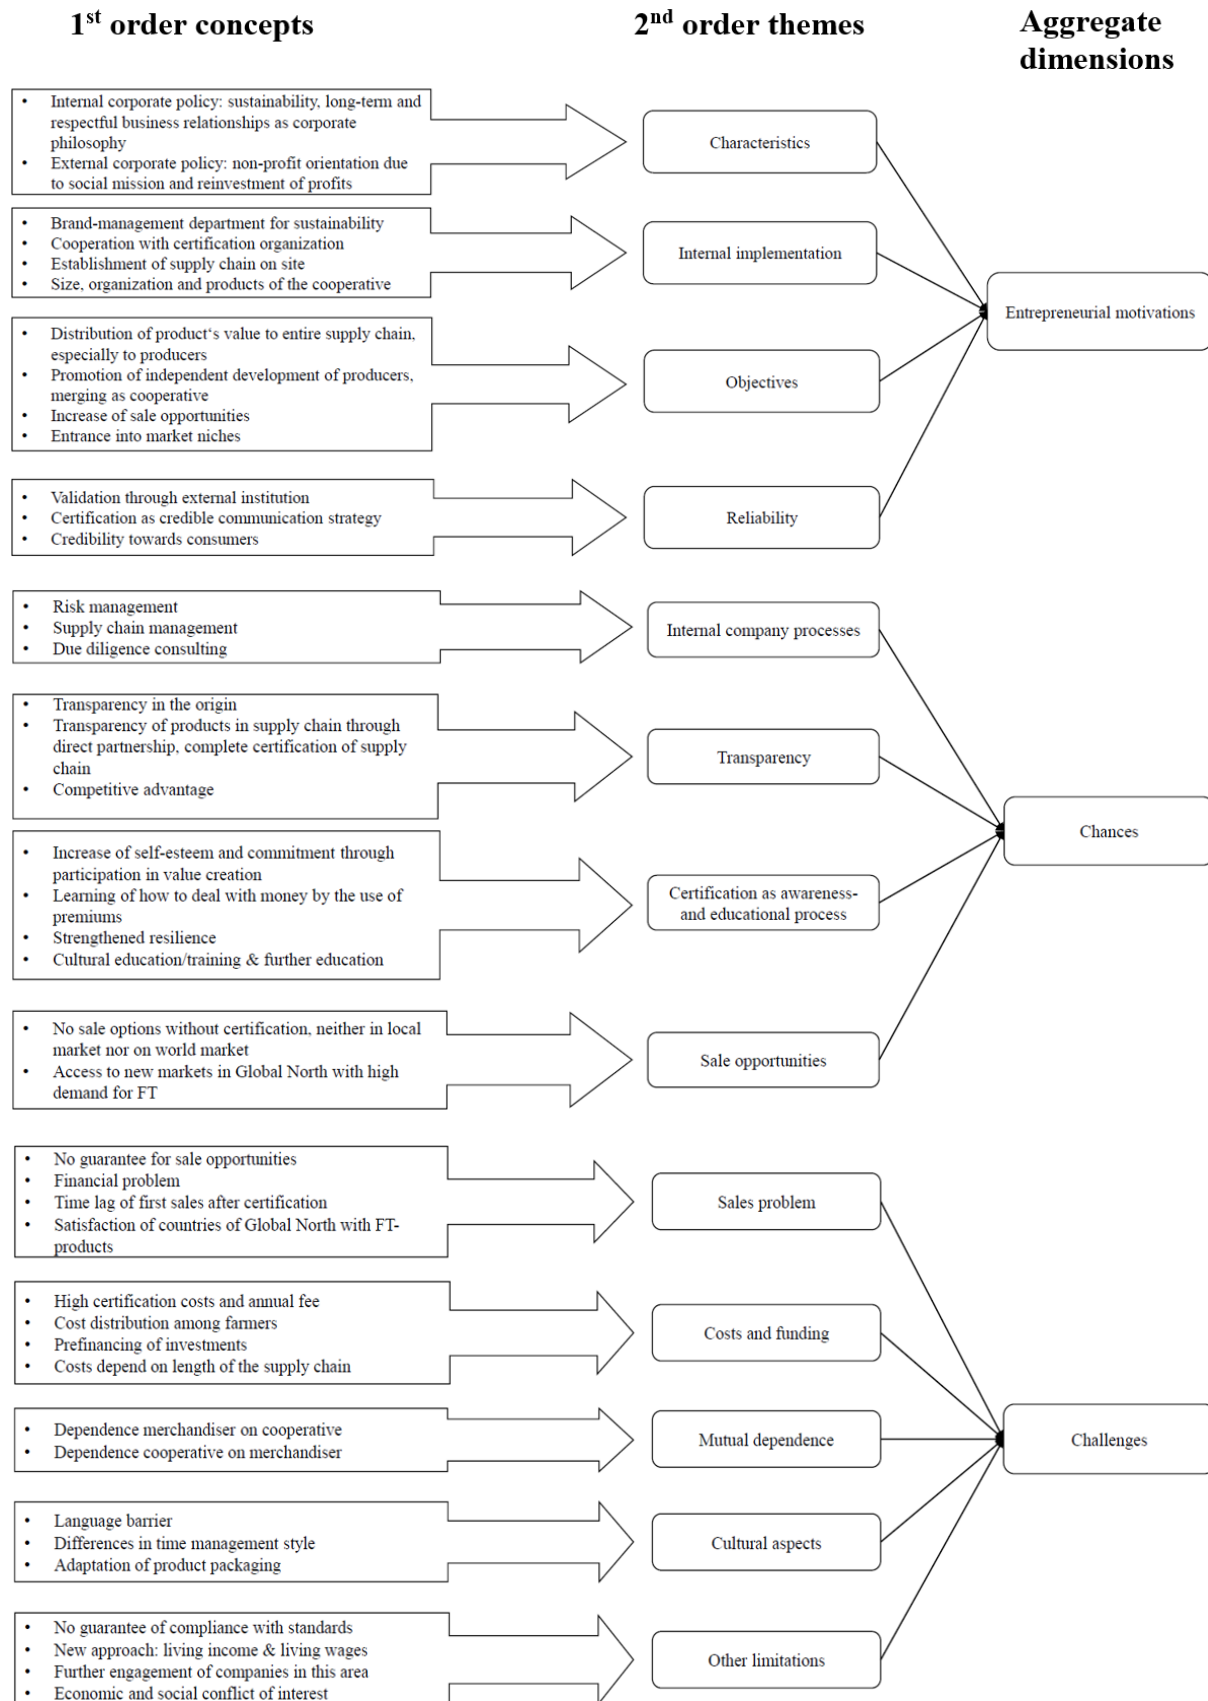 1st order concepts
2nd order themes
Aggregate
dimensions
• Internal corporate policy: sustainability, long-term and
respectful business relationships as corporate
philosophy
• External corporate policy: non-profit orientation due
to social mission and reinvestment of profits
Characteristics
• Brand-management department for sustainability
• Cooperation with certification organization
• Establishment of supply chain on site
• Size, organization and products of the cooperative
Internal implementation
• Distribution of product‘s value to entire supply chain,
especially to producers
• Promotion of independent development of producers,
merging as cooperative
• Increase of sale opportunities
• Entrance into market niches
Objectives
• Validation through external institution
• Certification as credible communication strategy
• Credibility towards consumers
Reliability
Entrepreneurial motivations
• Risk management
• Supply chain management
• Due diligence consulting
Internal company processes
• Transparency in the origin
• Transparency of products in supply chain through
direct partnership, complete certification of supply
chain
• Competitive advantage
Transparency
• Increase of self-esteem and commitment through
participation in value creation
• Learning of how to deal with money by the use of
premiums
• Strengthened resilience
• Cultural education/training & further education
Certification as awareness-
and educational process
• No sale options without certification, neither in local
market nor on world market
• Access to new markets in Global North with high
demand for FT
Sale opportunities
Chances
• No guarantee for sale opportunities
• Financial problem
• Time lag of first sales after certification
• Satisfaction of countries of Global North with FT-
products
Sales problem
• High certification costs and annual fee
• Cost distribution among farmers
• Prefinancing of investments
• Costs depend on length of the supply chain
Costs and funding
• Dependence merchandiser on cooperative
• Dependence cooperative on merchandiser
Mutual dependence
• Language barrier
• Differences in time management style
• Adaptation of product packaging
Cultural aspects
• No guarantee of compliance with standards
• New approach: living income & living wages
• Further engagement of companies in this area
• Economic and social conflict of interest
Other limitations
Challenges